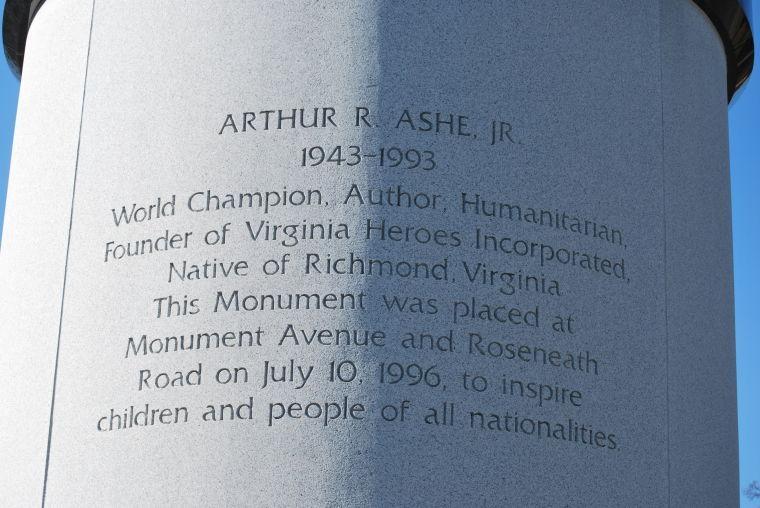 ARTHUR R. ASHE, JR.
1943-1993
World Champion, Author, Humanitarian,
Founder of Virginia Heroes Incorporated,
Native of Richmond, Virginia
This Monument was placed at
Monument Avenue and Roseneath
Road on July 10, 1996, to inspire
children and people of all nationalities.